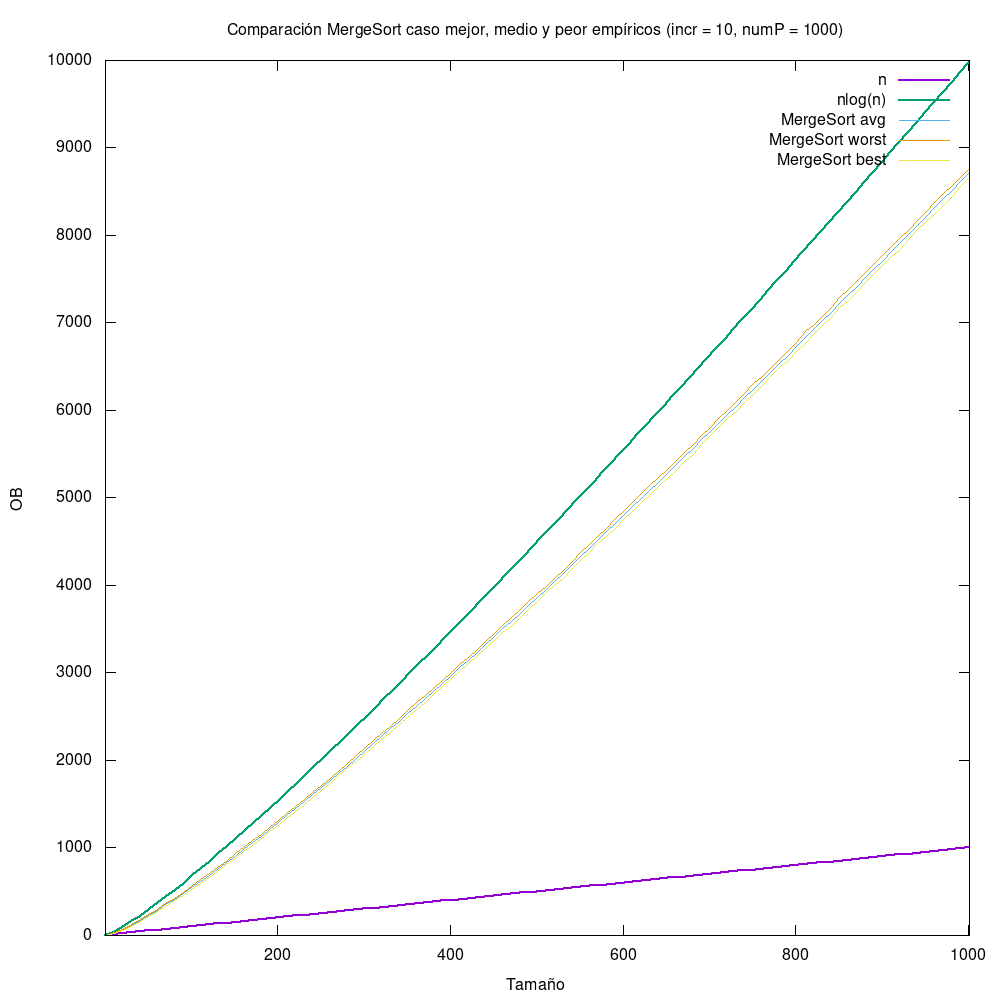 Comparación MergeSort caso mejor, medio y peor empíricos (incr = 10, numP = 1000)
10000
9000
8000
7000
6000
5000
4000
3000
2000
1000
0
OB
n
nlog(n)
MergeSort avg
MergeSort worst
MergeSort best
200
400
600
800
1000
Tamaño